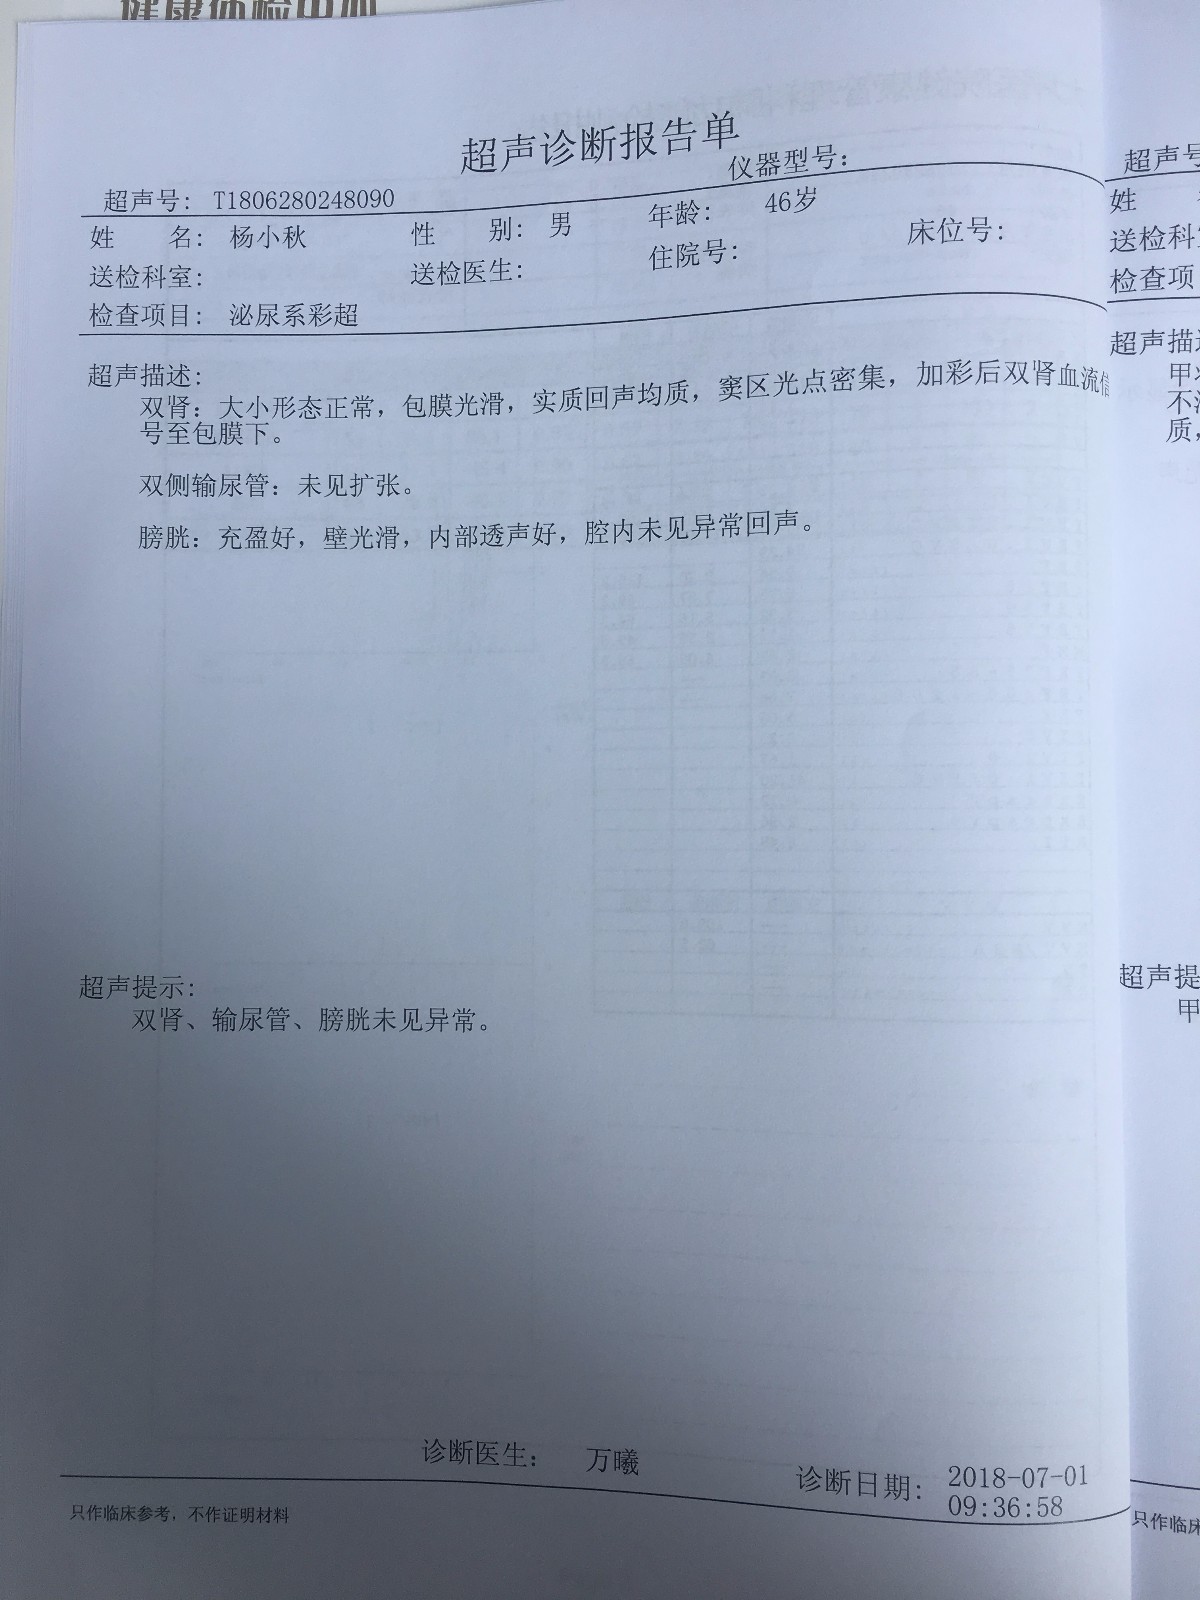 健康体检中心
超声诊断报告单
仪器型号：
超声号： T1806280248090
姓 名： 杨小秋 性 别： 男 年龄： 46岁
送检科室： 送检医生： 住院号： 床位号：
检查项目： 泌尿系彩超
超声描述：
双肾：大小形态正常，包膜光滑，实质回声均质，窦区光点密集，加彩后双肾血流信
号至包膜下。
双侧输尿管：未见扩张。
膀胱：充盈好，壁光滑，内部透声好，腔内未见异常回声。
超声提示：
双肾、输尿管、膀胱未见异常。
诊断医生： 万曦
诊断日期： 2018-07-01
09:36:58
只作临床参考，不作证明材料
超声号
姓
送检科室
检查项
超声描述
甲
不
质，
超声提
甲
只作临床